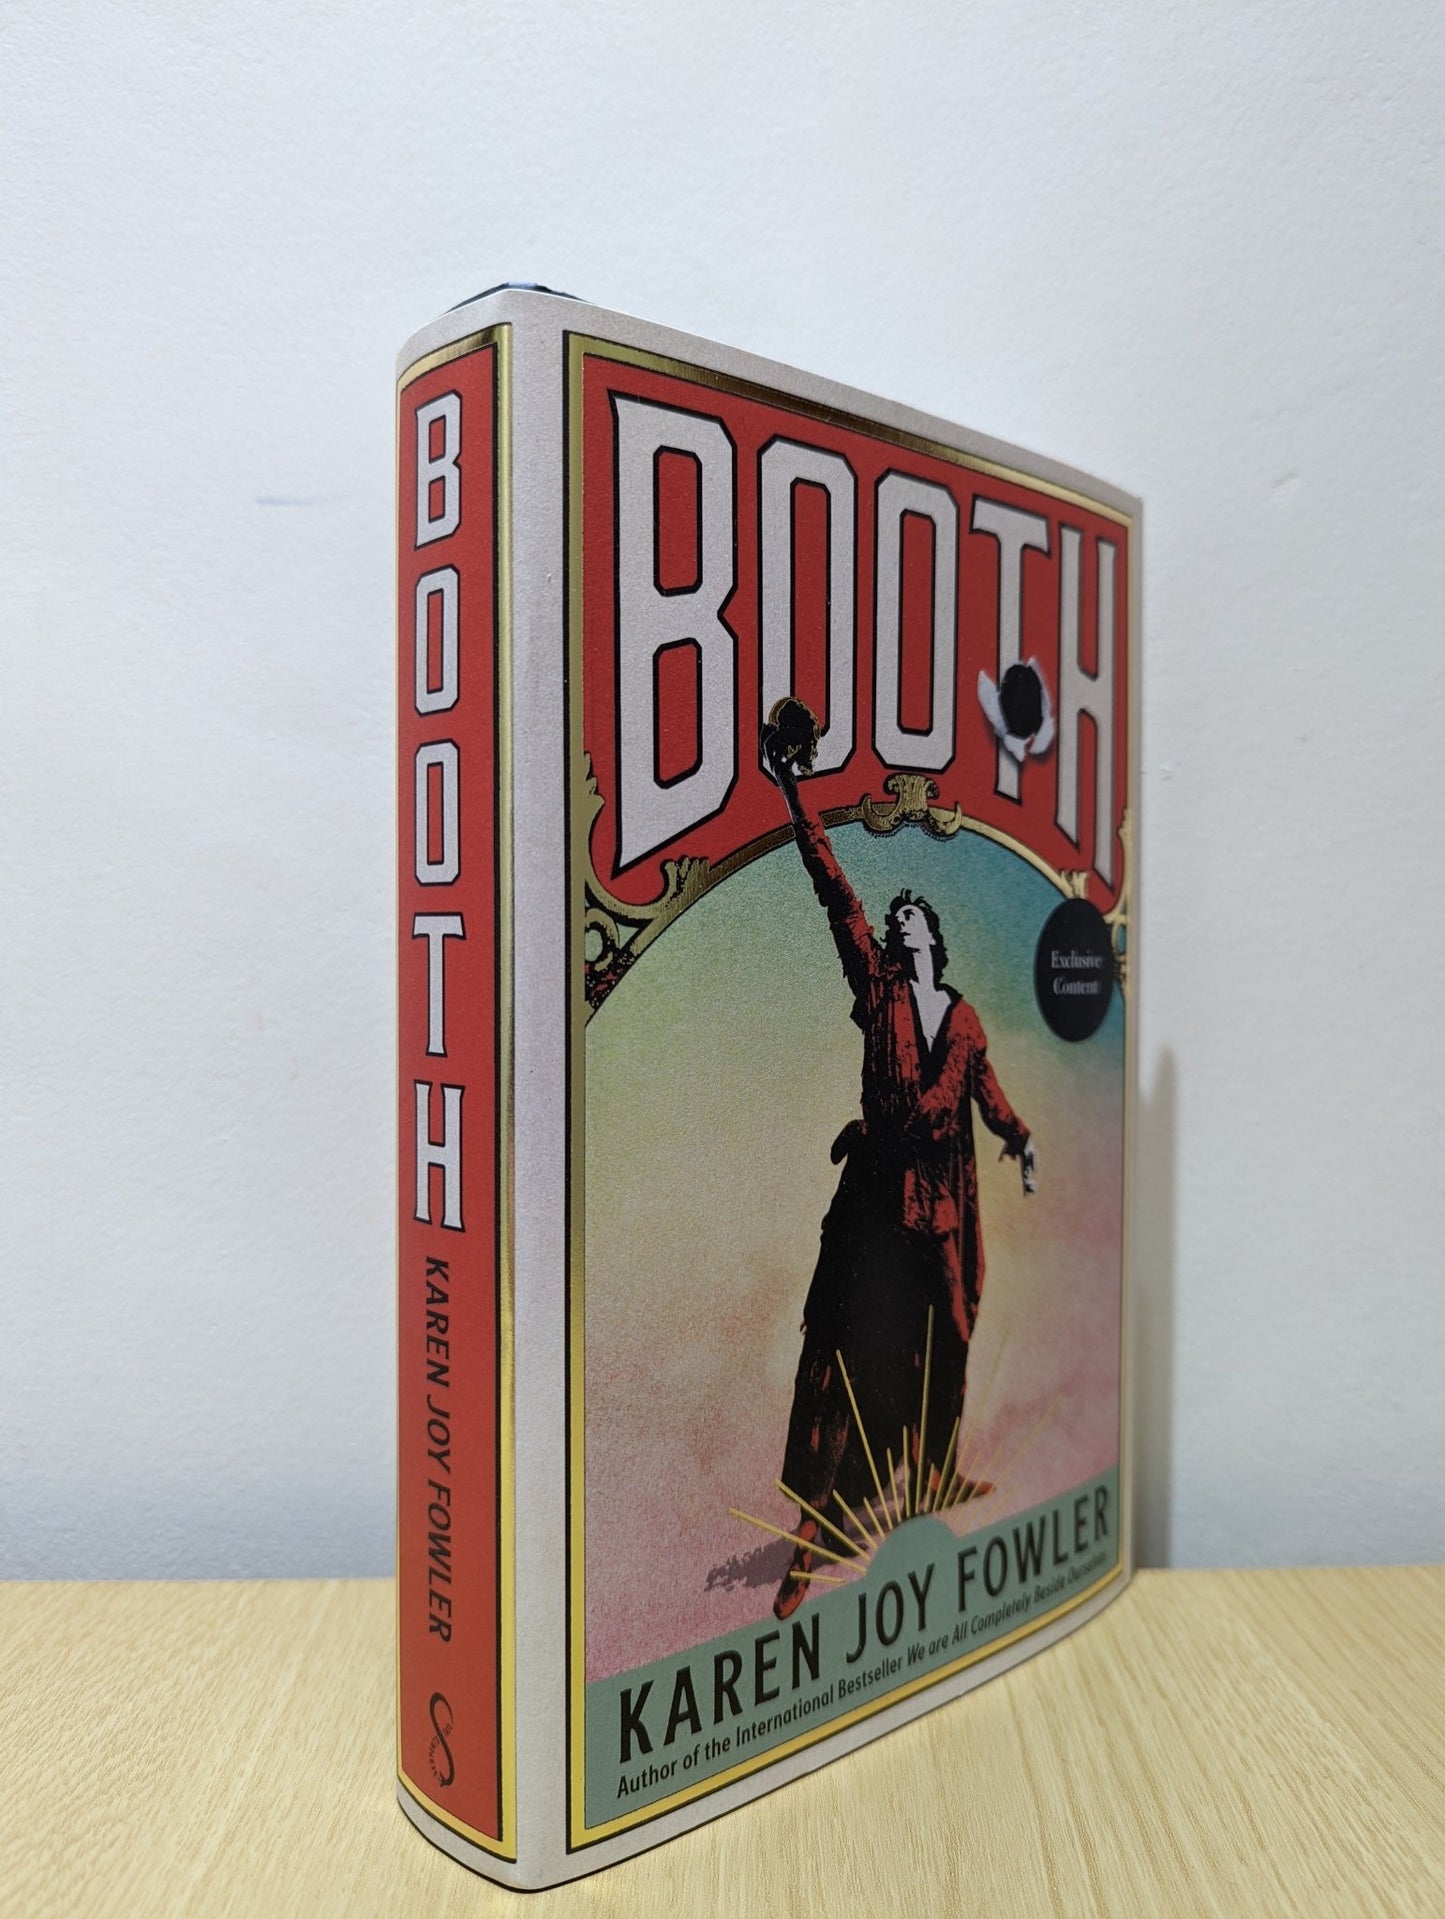 BOOTH
KAREN JOY FOWLER
BOOTH
Exclusive
Content
KAREN JOY FOWLER
Author of the International Bestseller We are All Completely Beside Ourselves